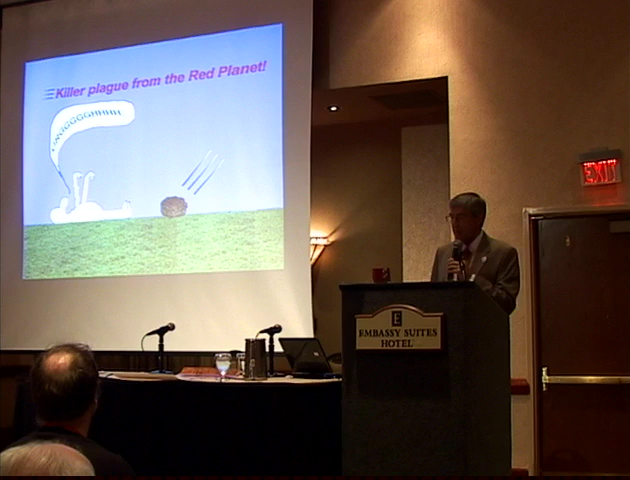 Killer plague from the Red Planet!
EXIT
E
EMBASSY SUITES
HOTEL